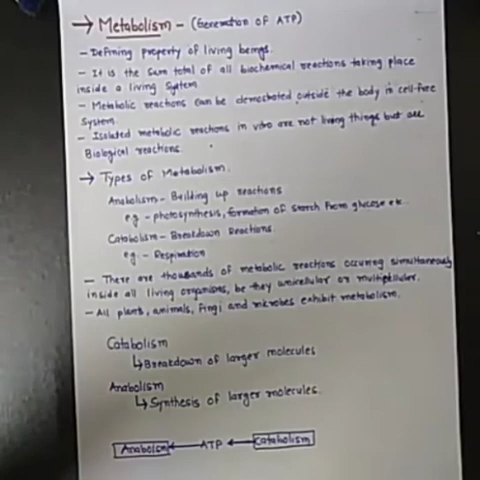 → Metabolism - (Generation of ATP)
- Defining property of living beings.
- It is the sum total of all biochemical reactions taking place
inside a living system
- Metabolic reactions can be demostrated outside the body in cell-free
System.
- Isolated metabolic reactions in vitro are not living things but are
Biological reactions.
→ Types of Metabolism.
Anabolism - Building up reactions
eg - photosynthesis, formation of starch from glucose etc.
Catabolism - Breakdown Reactions.
eg. - Respiration
- There are thousands of metabolic reactions occuring simultaneously
inside all living organisms, be they unicellular or multicellular.
- All plants, animals, Fingi and microbes exhibit metabolism.
Catabolism
↳ Breakdown of larger molecules
Anabolism
↳ Synthesis of larger molecules.
Anabolism ← ATP ← Catabolism